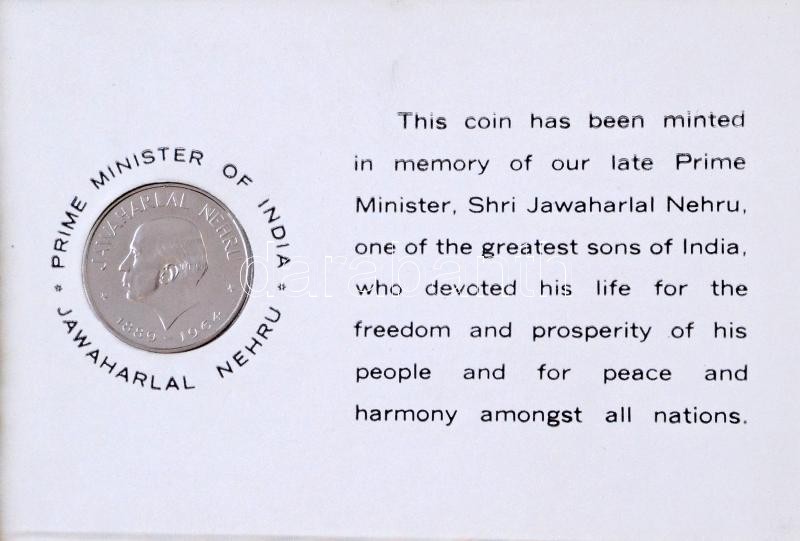 PRIME MINISTER OF INDIA
* JAWAHARLAL NEHRU *
JAWAHARLAL NEHRU
1889-1964
This coin has been minted
in memory of our late Prime
Minister, Shri Jawaharlal Nehru,
one of the greatest sons of India,
who devoted his life for the
freedom and prosperity of his
people and for peace and
harmony amongst all nations.
darabanth